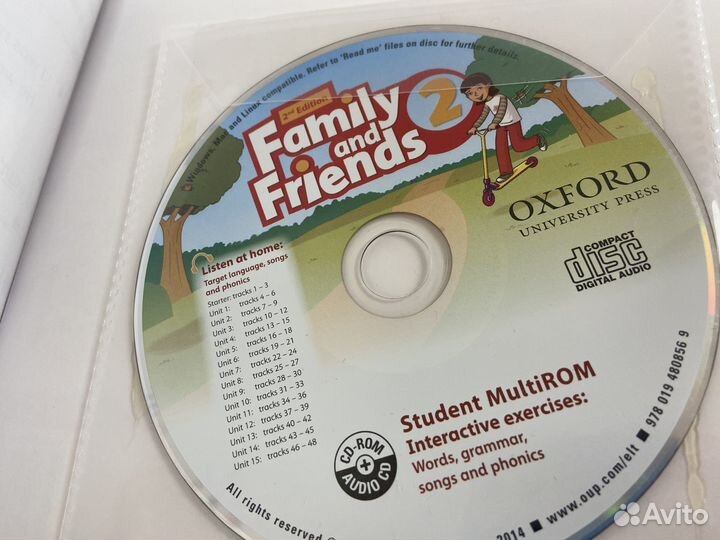 Windows, Mac and Linux compatible. Refer to 'Read me' files on disc for further details.
2nd Edition
Family
and
Friends
2
OXFORD
UNIVERSITY PRESS
COMPACT
disc
DIGITAL AUDIO
Listen at home:
Target language, songs
and phonics
Starter: tracks 1 – 3
Unit 1: tracks 4 – 6
Unit 2: tracks 7 – 9
Unit 3: tracks 10 – 12
Unit 4: tracks 13 – 15
Unit 5: tracks 16 – 18
Unit 6: tracks 19 – 21
Unit 7: tracks 22 – 24
Unit 8: tracks 25 – 27
Unit 9: tracks 28 – 30
Unit 10: tracks 31 – 33
Unit 11: tracks 34 – 36
Unit 12: tracks 37 – 39
Unit 13: tracks 40 – 42
Unit 14: tracks 43 – 45
Unit 15: tracks 46 – 48
CD-ROM
+
AUDIO CD
Student MultiROM
Interactive exercises:
Words, grammar,
songs and phonics
All rights reserved ©
2014 ■ www.oup.com/elt ■ 978 019 480856 9
Avito